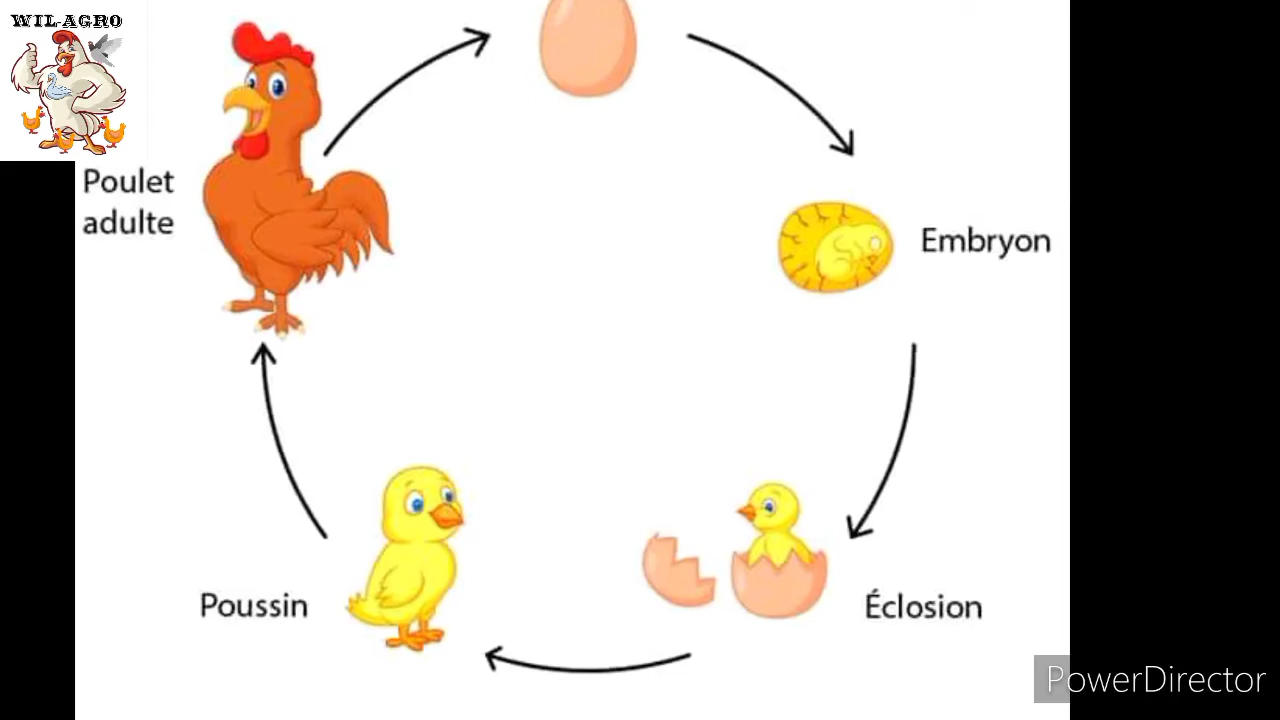 WIL-AGRO
Poulet
adulte
Embryon
Poussin
Éclosion
PowerDirector